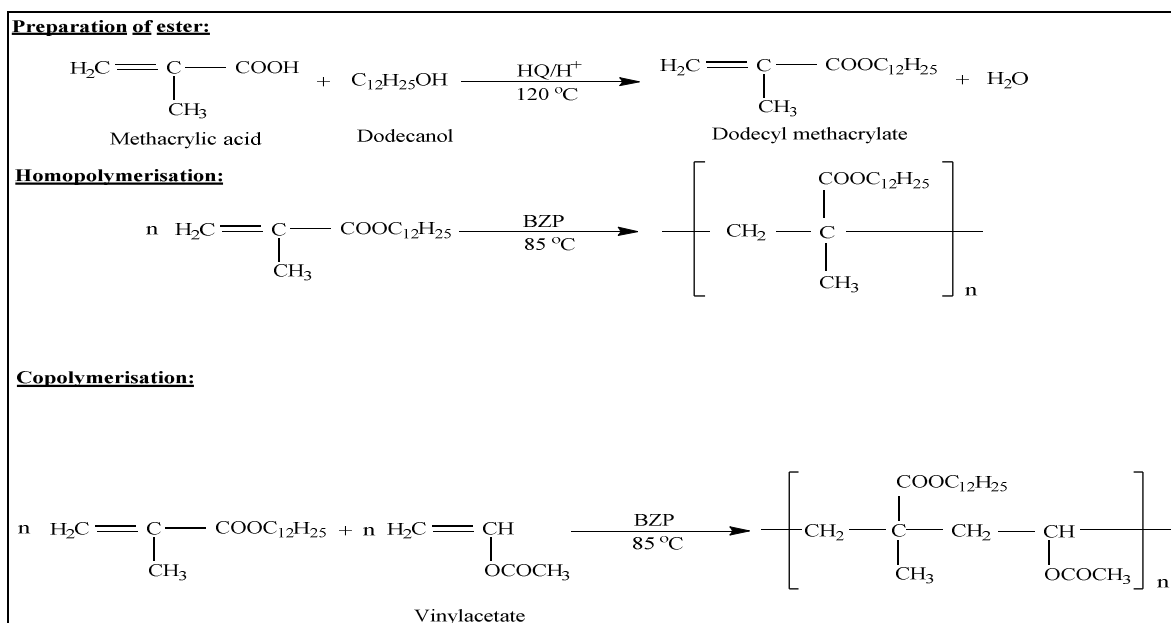 Preparation of ester:
H₂C C COOH + C₁₂H₂₅OH HQ/H⁺ 120 °C H₂C C COOC₁₂H₂₅ + H₂O
CH₃ CH₃
Methacrylic acid Dodecanol Dodecyl methacrylate
Homopolymerisation:
COOC₁₂H₂₅
n H₂C C COOC₁₂H₂₅ BZP 85 °C CH₂ C
CH₃ CH₃ n
Copolymerisation:
COOC₁₂H₂₅
n H₂C C COOC₁₂H₂₅ + n H₂C CH BZP 85 °C CH₂ C CH₂ CH
CH₃ OCOCH₃ CH₃ OCOCH₃ n
Vinylacetate